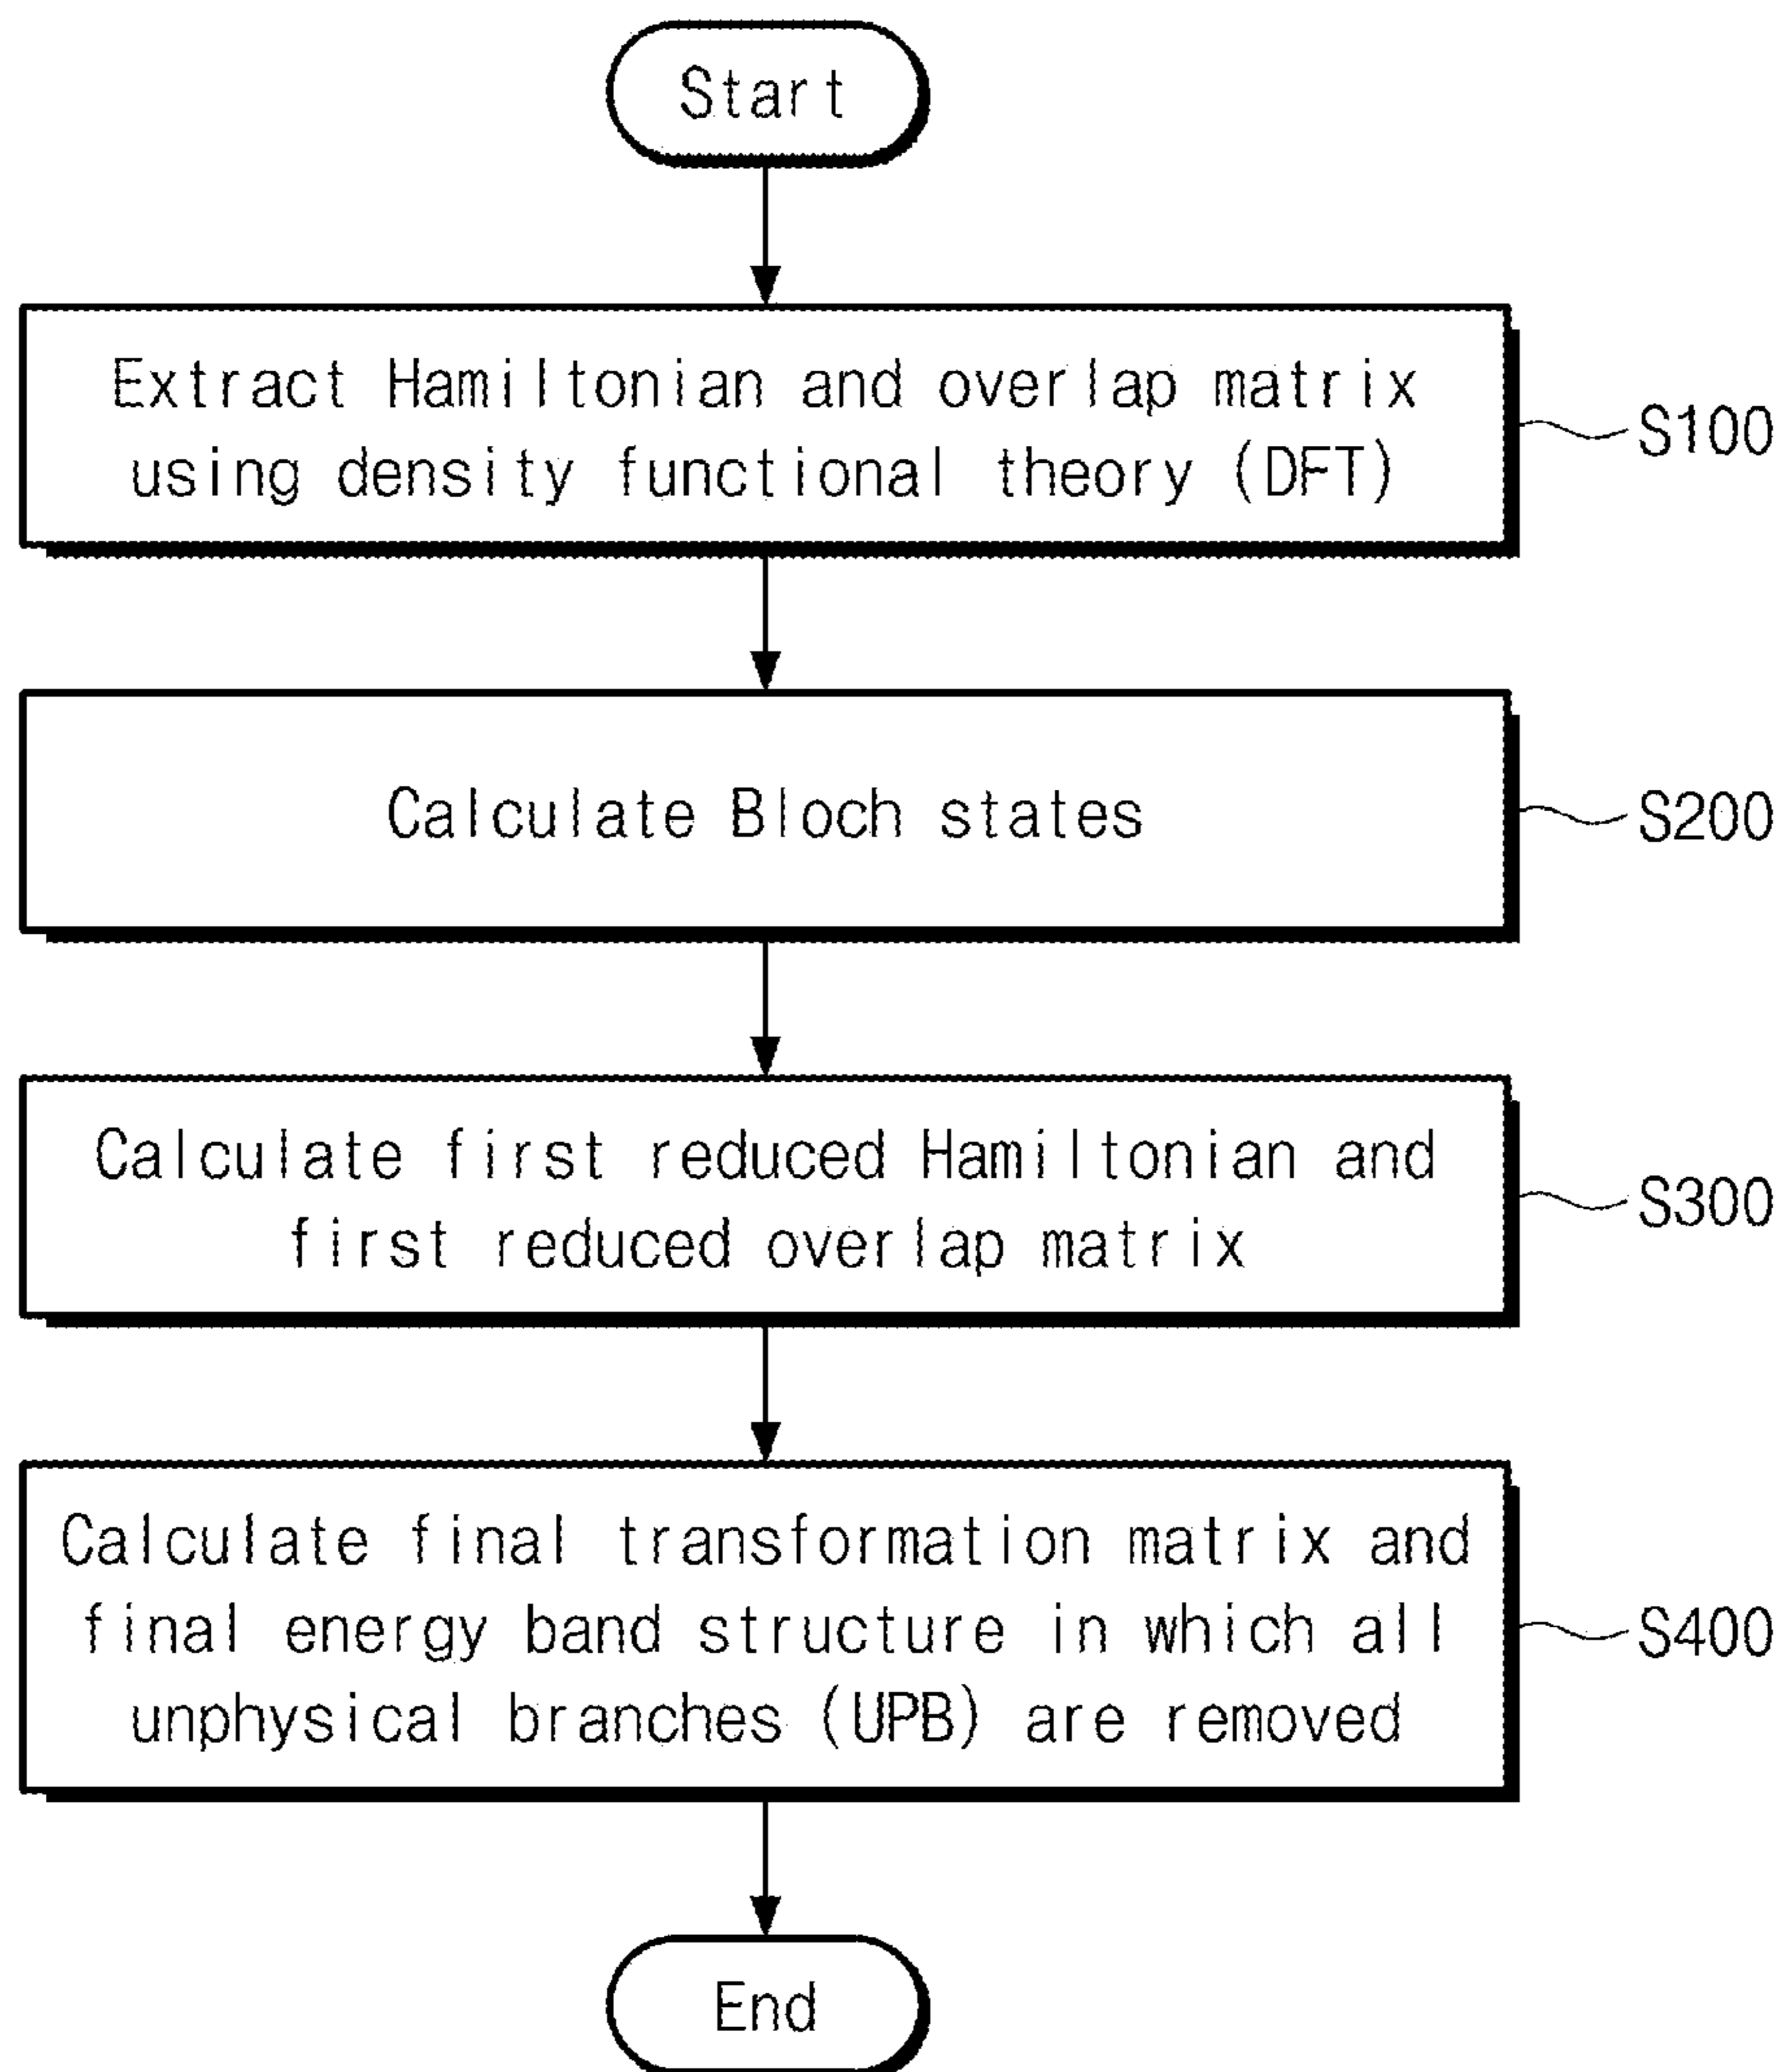 Start
Extract Hamiltonian and overlap matrix
using density functional theory (DFT)
S100
Calculate Bloch states
S200
Calculate first reduced Hamiltonian and
first reduced overlap matrix
S300
Calculate final transformation matrix and
final energy band structure in which all
unphysical branches (UPB) are removed
S400
End